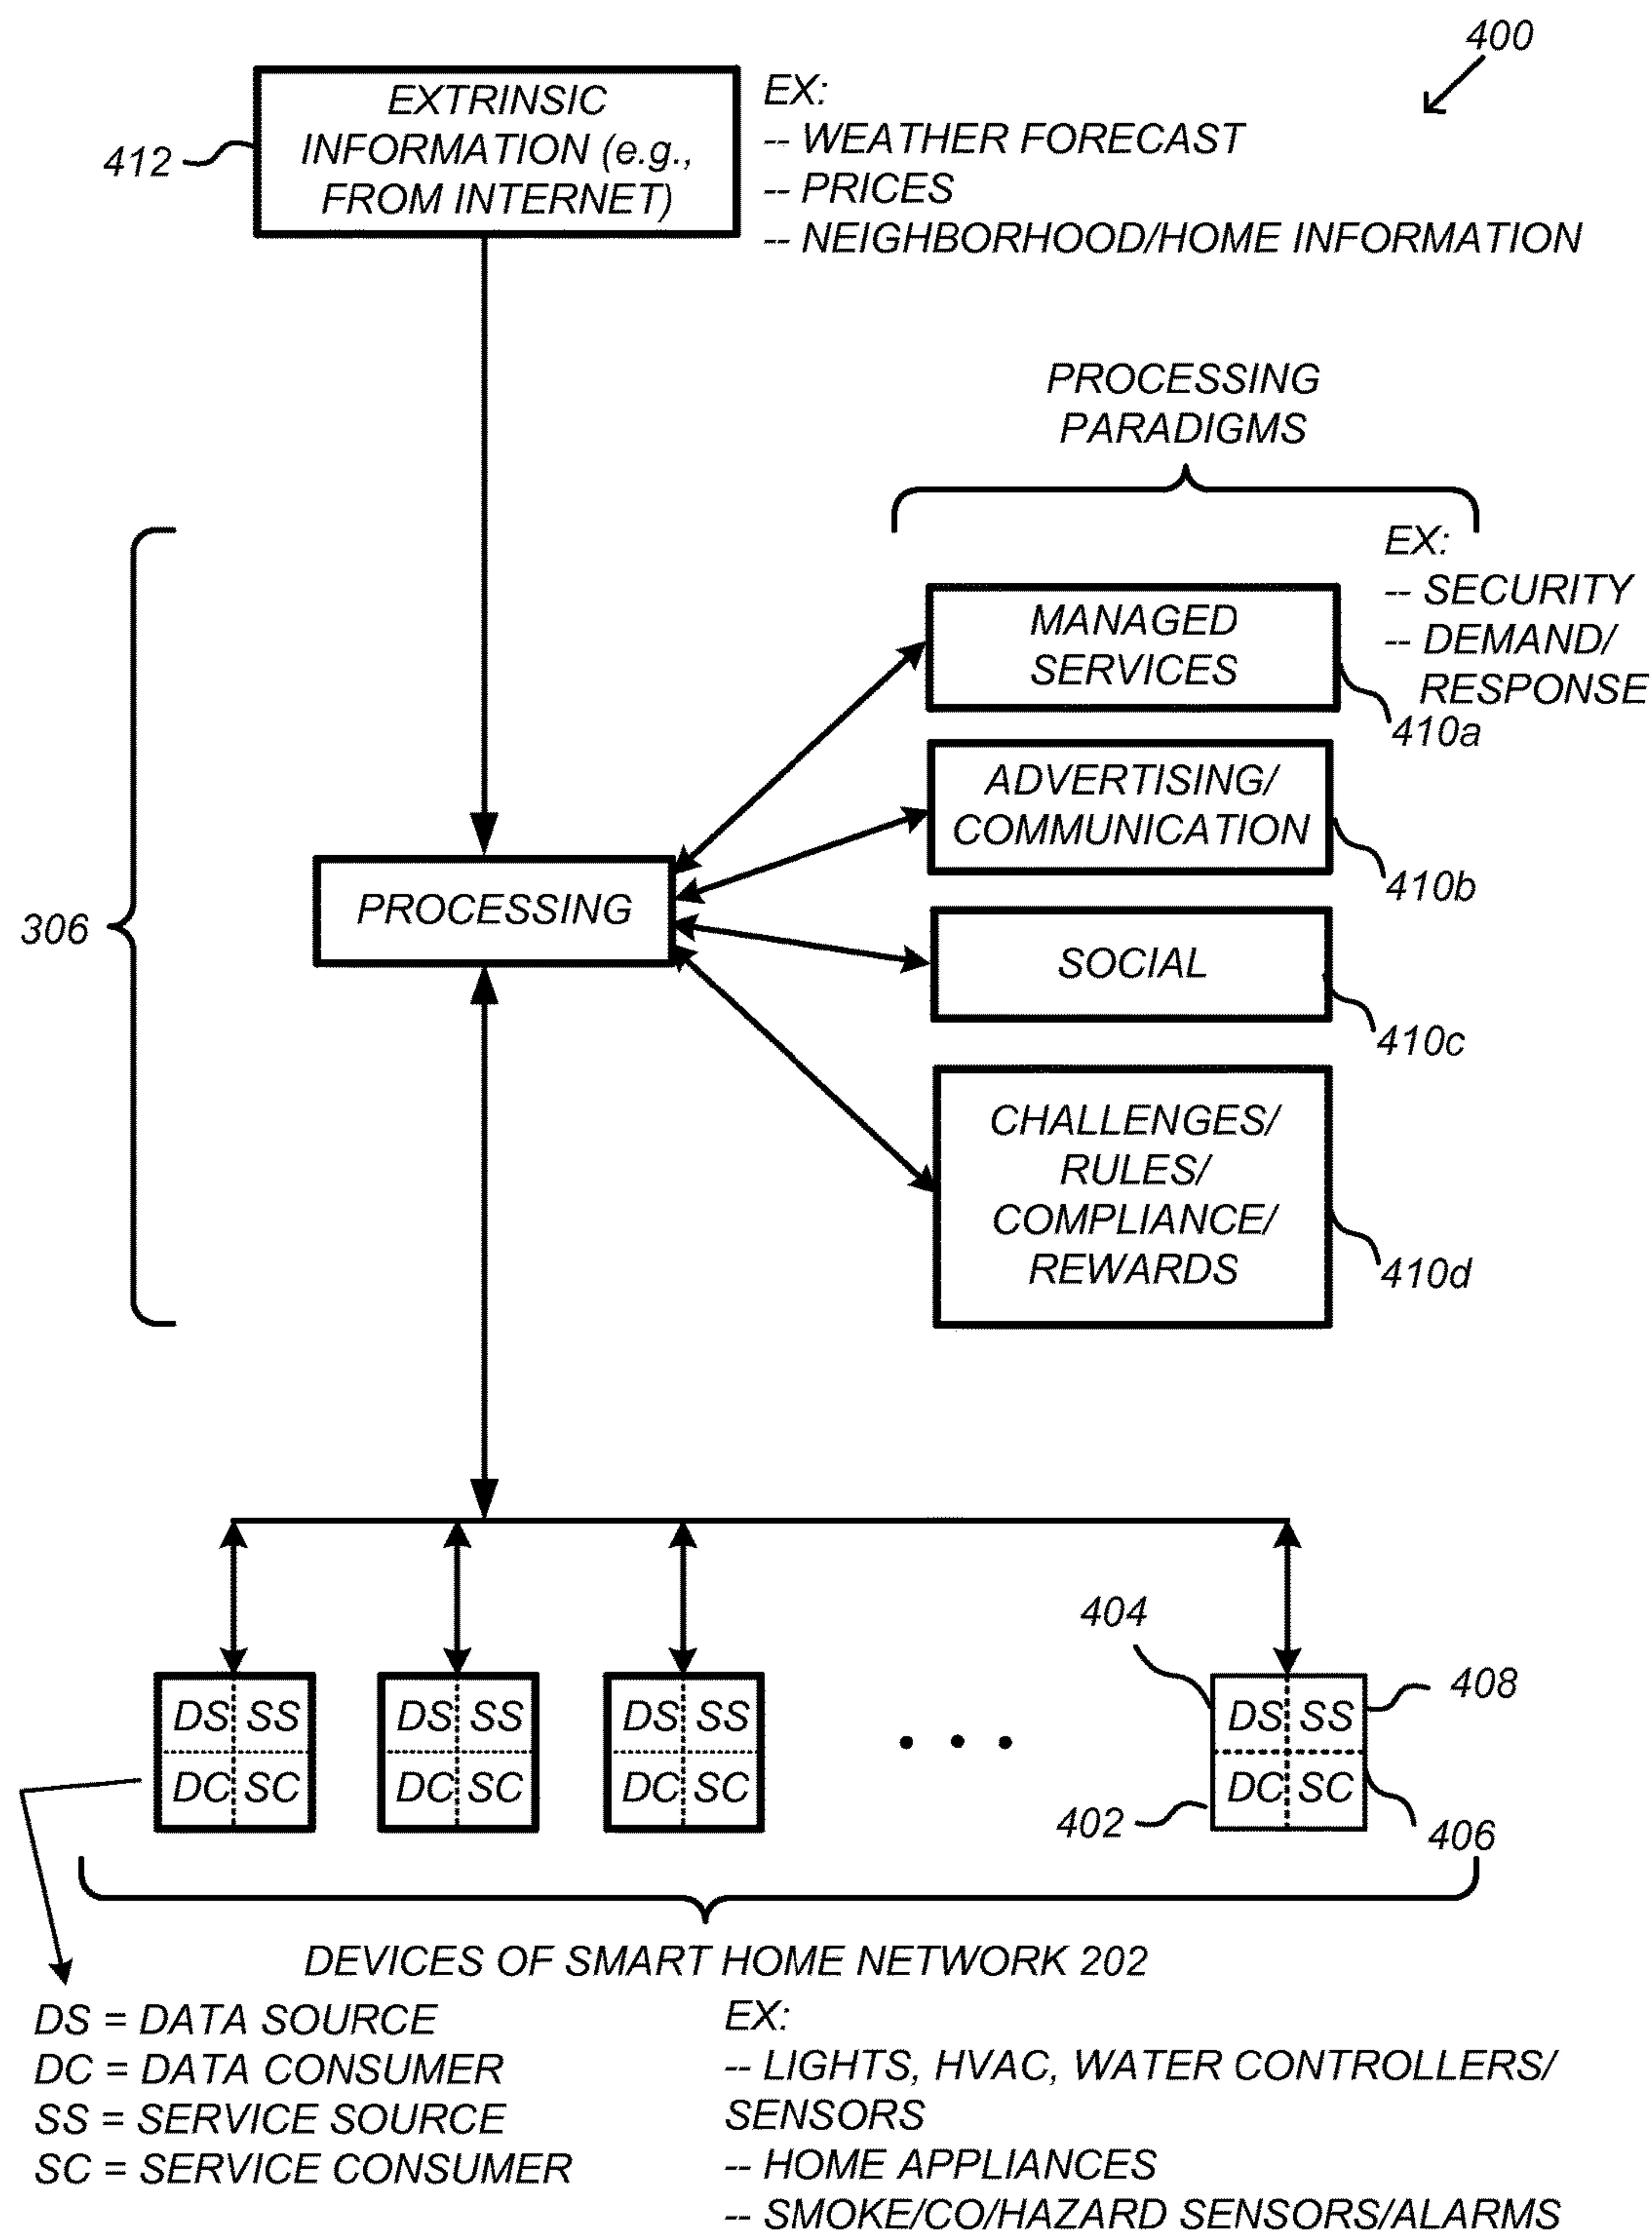 400
EXTRINSIC
INFORMATION (e.g.,
FROM INTERNET)
412
EX:
-- WEATHER FORECAST
-- PRICES
-- NEIGHBORHOOD/HOME INFORMATION
PROCESSING
PARADIGMS
EX:
-- SECURITY
-- DEMAND/
RESPONSE
MANAGED
SERVICES
410a
ADVERTISING/
COMMUNICATION
410b
306
PROCESSING
SOCIAL
410c
CHALLENGES/
RULES/
COMPLIANCE/
REWARDS
410d
404
408
DS SS
DC SC
DS SS
DC SC
DS SS
DC SC
. . .
DS SS
DC SC
402
406
DEVICES OF SMART HOME NETWORK 202
DS = DATA SOURCE
DC = DATA CONSUMER
SS = SERVICE SOURCE
SC = SERVICE CONSUMER
EX:
-- LIGHTS, HVAC, WATER CONTROLLERS/
SENSORS
-- HOME APPLIANCES
-- SMOKE/CO/HAZARD SENSORS/ALARMS